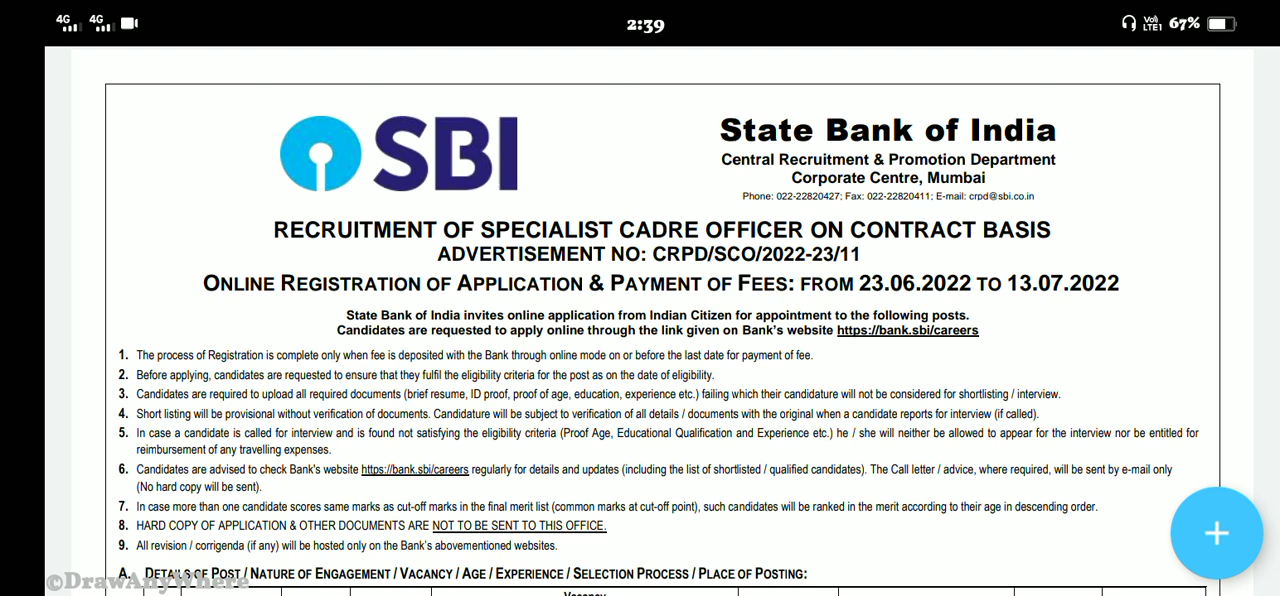 4G 4G 2:39 Vo) LTE1 67%
SBI
State Bank of India
Central Recruitment & Promotion Department
Corporate Centre, Mumbai
Phone: 022-22820427; Fax: 022-22820411; E-mail: crpd@sbi.co.in
RECRUITMENT OF SPECIALIST CADRE OFFICER ON CONTRACT BASIS
ADVERTISEMENT NO: CRPD/SCO/2022-23/11
ONLINE REGISTRATION OF APPLICATION & PAYMENT OF FEES: FROM 23.06.2022 TO 13.07.2022
State Bank of India invites online application from Indian Citizen for appointment to the following posts.
Candidates are requested to apply online through the link given on Bank's website https://bank.sbi/careers
1. The process of Registration is complete only when fee is deposited with the Bank through online mode on or before the last date for payment of fee.
2. Before applying, candidates are requested to ensure that they fulfil the eligibility criteria for the post as on the date of eligibility.
3. Candidates are required to upload all required documents (brief resume, ID proof, proof of age, education, experience etc.) failing which their candidature will not be considered for shortlisting / interview.
4. Short listing will be provisional without verification of documents. Candidature will be subject to verification of all details / documents with the original when a candidate reports for interview (if called).
5. In case a candidate is called for interview and is found not satisfying the eligibility criteria (Proof Age, Educational Qualification and Experience etc.) he / she will neither be allowed to appear for the interview nor be entitled for
reimbursement of any travelling expenses.
6. Candidates are advised to check Bank's website https://bank.sbi/careers regularly for details and updates (including the list of shortlisted / qualified candidates). The Call letter / advice, where required, will be sent by e-mail only
(No hard copy will be sent).
7. In case more than one candidate scores same marks as cut-off marks in the final merit list (common marks at cut-off point), such candidates will be ranked in the merit according to their age in descending order.
8. HARD COPY OF APPLICATION & OTHER DOCUMENTS ARE NOT TO BE SENT TO THIS OFFICE.
9. All revision / corrigenda (if any) will be hosted only on the Bank's abovementioned websites.
A. DETAILS OF POST / NATURE OF ENGAGEMENT / VACANCY / AGE / EXPERIENCE / SELECTION PROCESS / PLACE OF POSTING:
©DrawAnyWhere
Vacancy